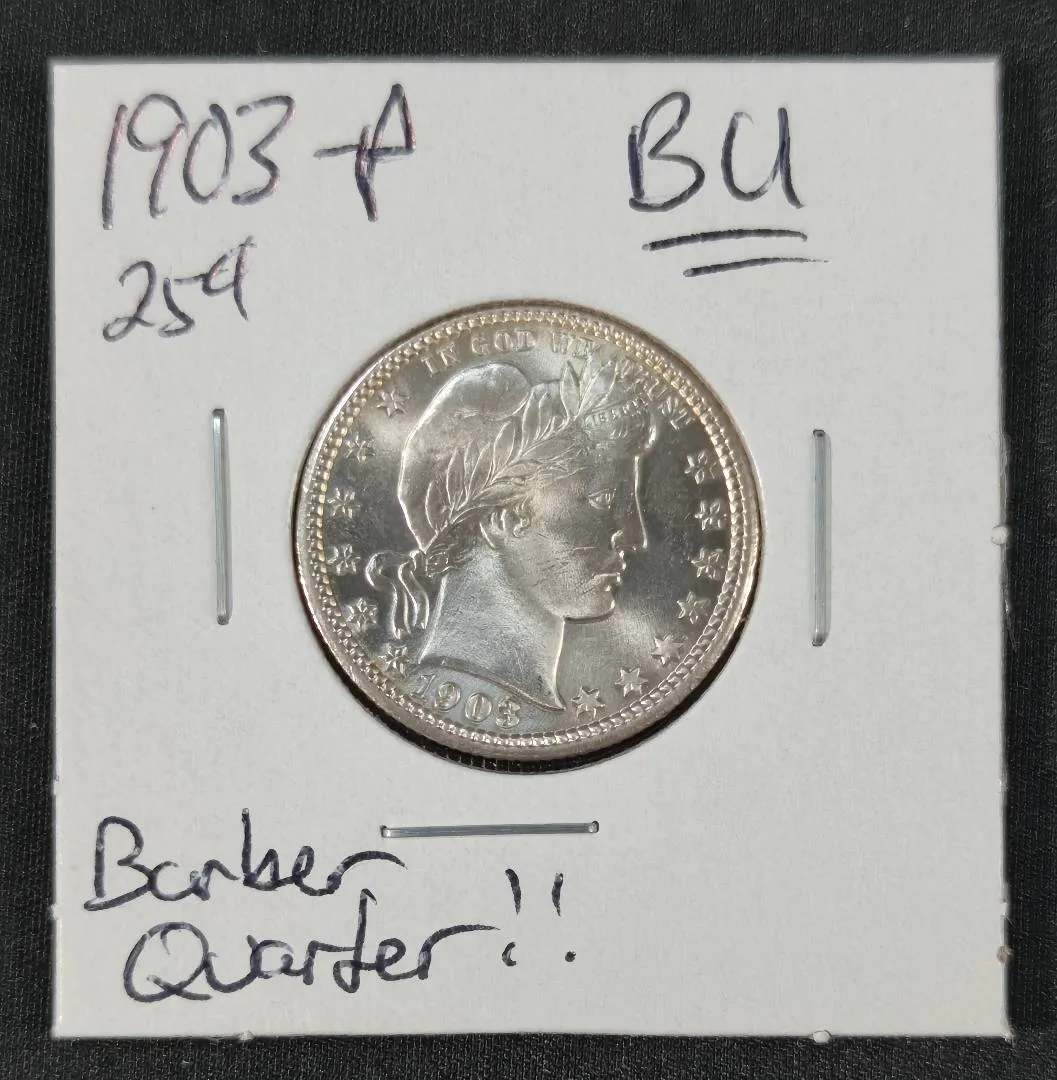 1903-P
BU
25¢
IN GOD WE TRUST
LIBERTY
1903
Barber
Quarter!!